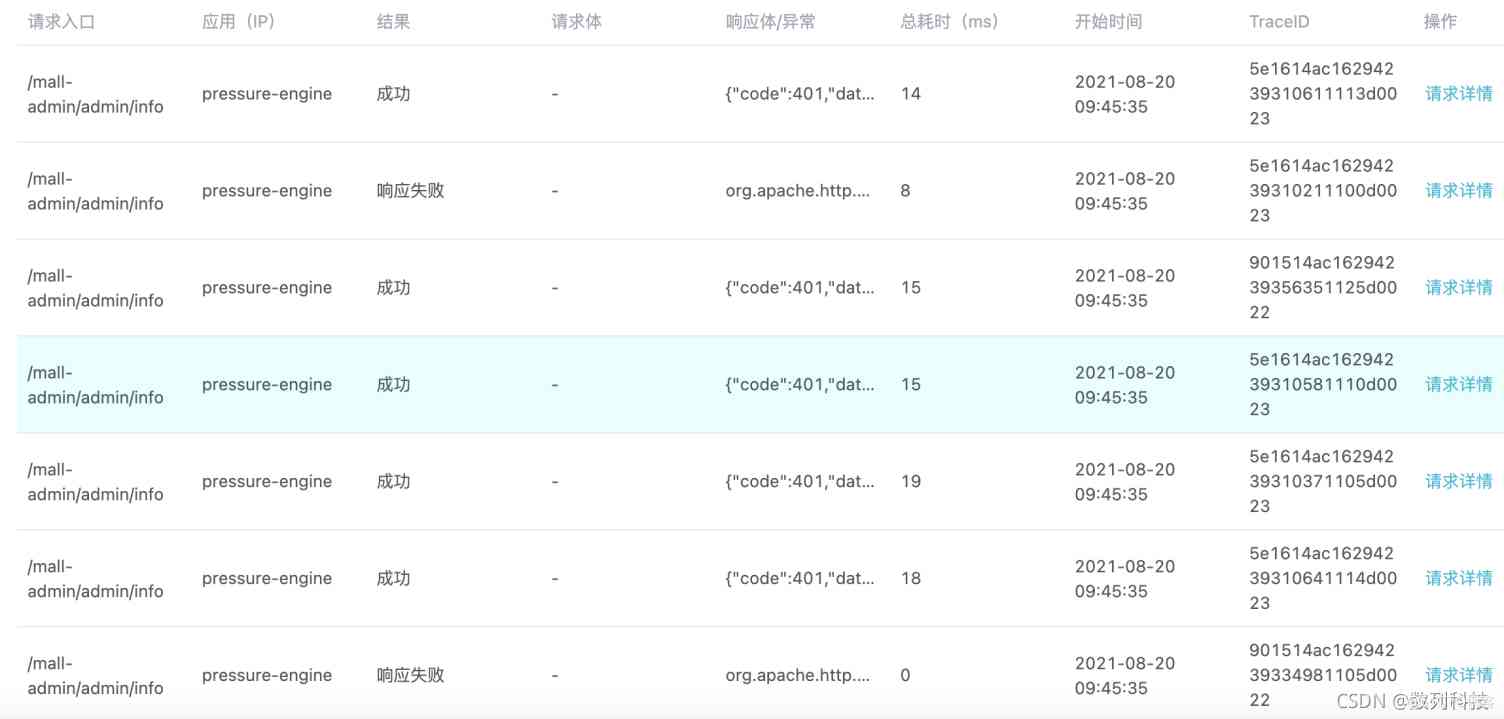 请求入口 应用（IP） 结果 请求体 响应体/异常 总耗时（ms） 开始时间 TraceID 操作
/mall-admin/admin/info pressure-engine 成功 - {"code":401,"dat... 14 2021-08-20 09:45:35 5e1614ac16294239310611113d0023 请求详情
/mall-admin/admin/info pressure-engine 响应失败 - org.apache.http.... 8 2021-08-20 09:45:35 5e1614ac16294239310211100d0023 请求详情
/mall-admin/admin/info pressure-engine 成功 - {"code":401,"dat... 15 2021-08-20 09:45:35 901514ac16294239356351125d0022 请求详情
/mall-admin/admin/info pressure-engine 成功 - {"code":401,"dat... 15 2021-08-20 09:45:35 5e1614ac16294239310581110d0023 请求详情
/mall-admin/admin/info pressure-engine 成功 - {"code":401,"dat... 19 2021-08-20 09:45:35 5e1614ac16294239310371105d0023 请求详情
/mall-admin/admin/info pressure-engine 成功 - {"code":401,"dat... 18 2021-08-20 09:45:35 5e1614ac16294239310641114d0023 请求详情
/mall-admin/admin/info pressure-engine 响应失败 - org.apache.http.... 0 2021-08-20 09:45:35 901514ac16294239334981105d0022 请求详情
CSDN @数列科技